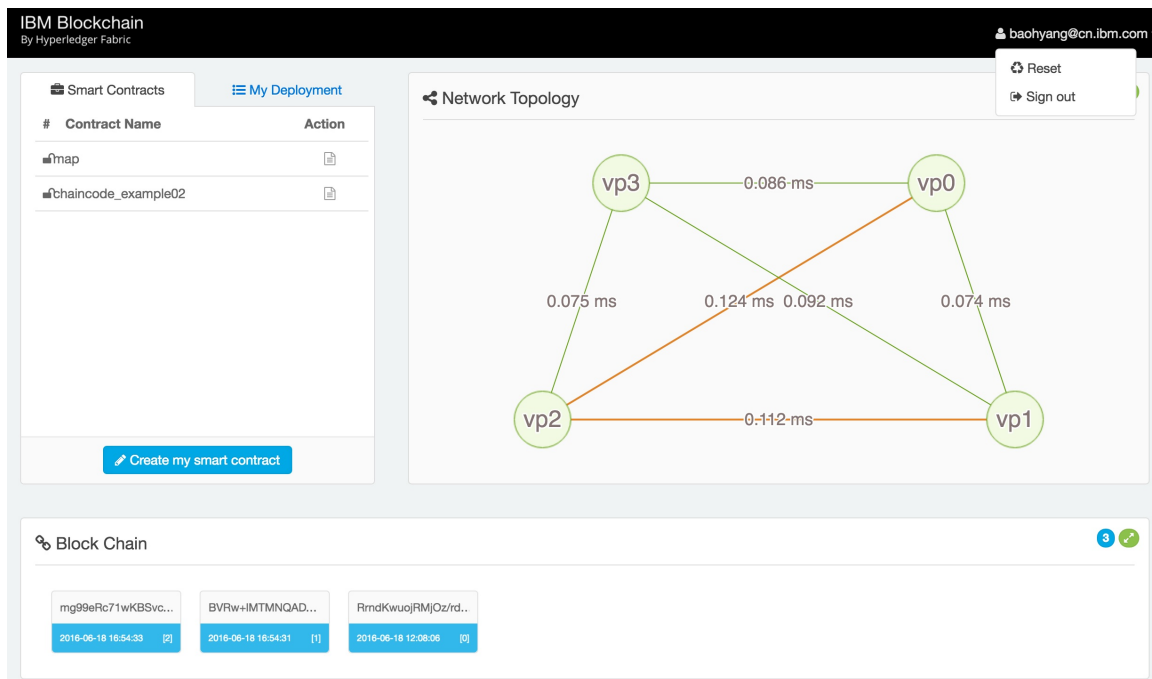 IBM Blockchain
By Hyperledger Fabric
baohyang@cn.ibm.com
Reset
Sign out
Smart Contracts
My Deployment
# Contract Name Action
map
chaincode_example02
Create my smart contract
Network Topology
vp3
0.086 ms
vp0
0.075 ms
0.124 ms
0.092 ms
0.074 ms
vp2
0.112 ms
vp1
Block Chain
3
mg99eRc71wKBSvc...
2016-06-18 16:54:33 [2]
BVRw+IMTMNQAD...
2016-06-18 16:54:31 [1]
RrndKwuojRMjOz/rd..
2016-06-18 12:08:06 [0]